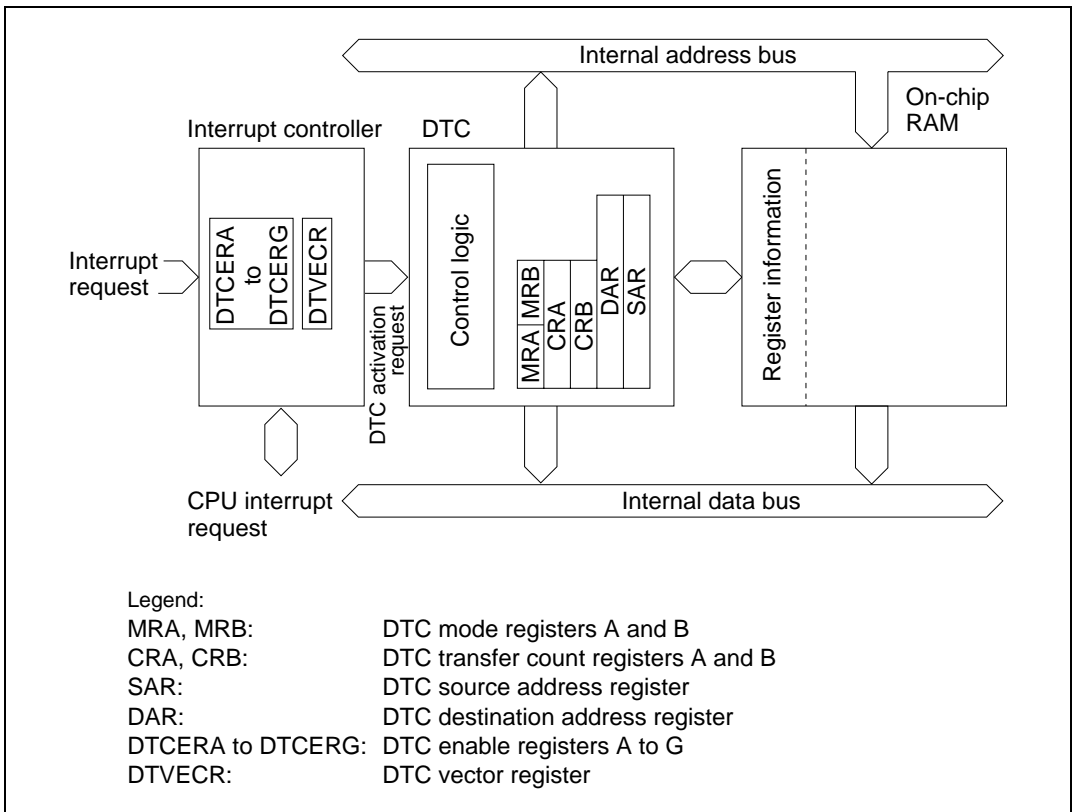 Internal address bus
On-chip
RAM
Interrupt controller
DTC
Interrupt
request
DTCERA
to
DTCERG
DTVECR
DTC activation
request
Control logic
MRA
MRB
CRA
CRB
DAR
SAR
Register information
CPU interrupt
request
Internal data bus
Legend:
MRA, MRB: DTC mode registers A and B
CRA, CRB: DTC transfer count registers A and B
SAR: DTC source address register
DAR: DTC destination address register
DTCERA to DTCERG: DTC enable registers A to G
DTVECR: DTC vector register